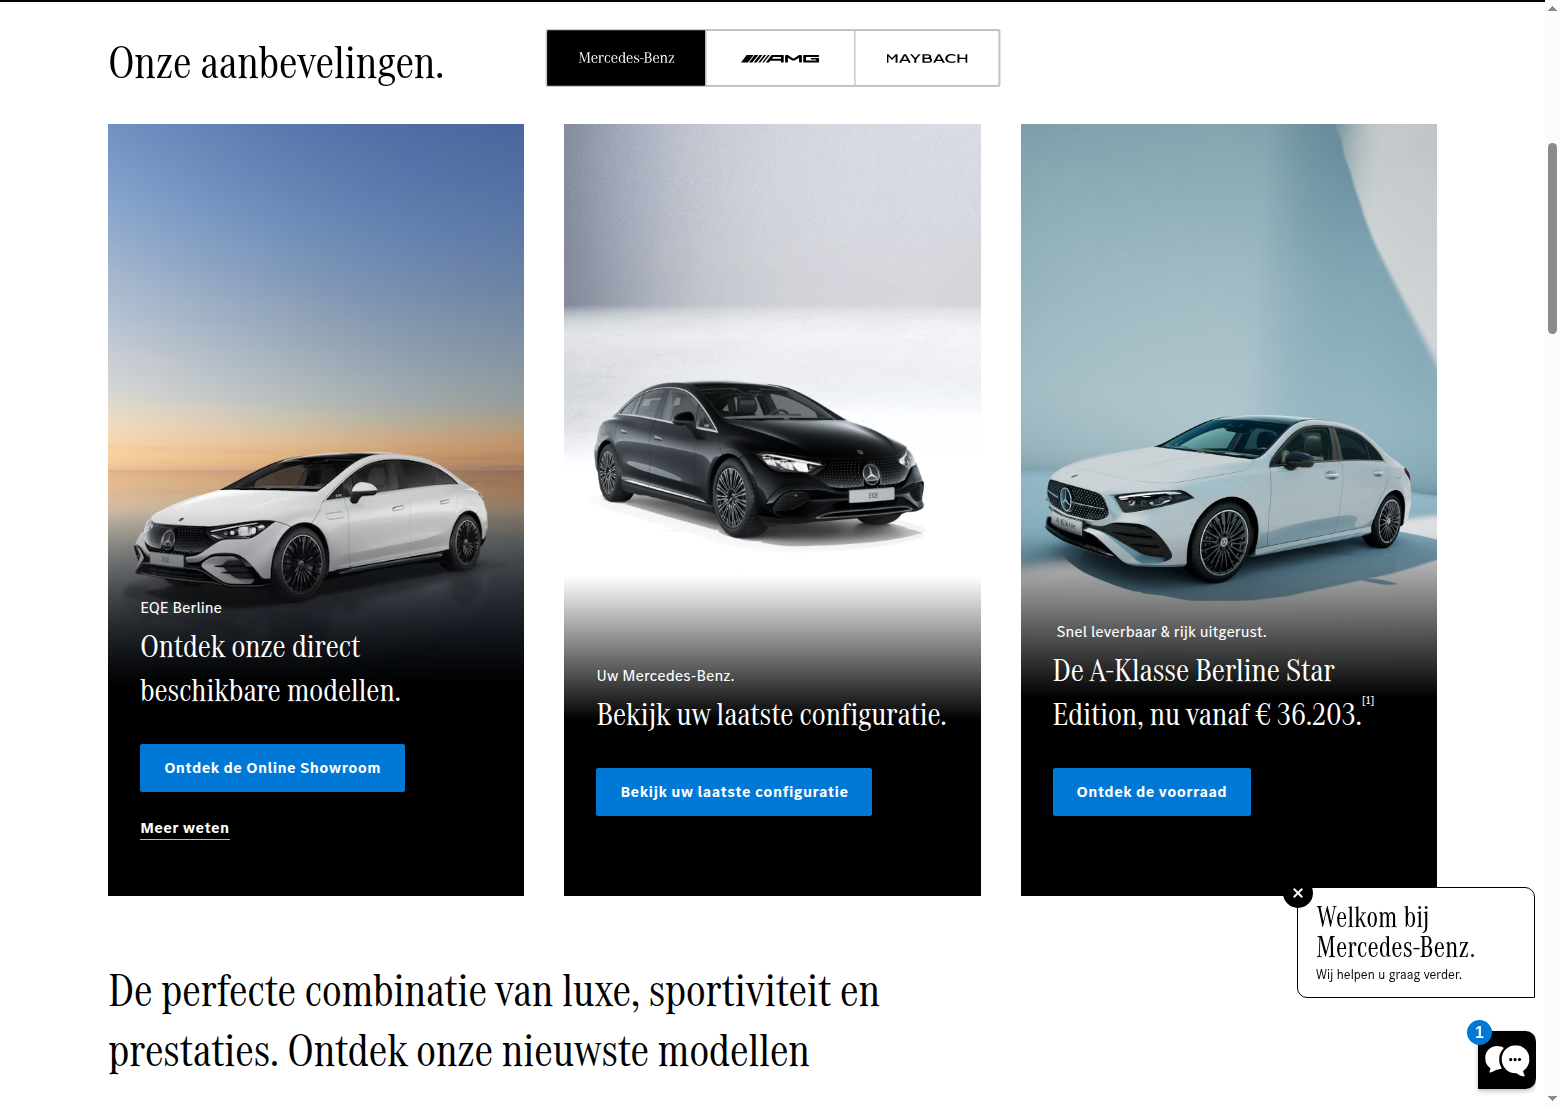 Onze aanbevelingen.
Mercedes-Benz
AMG
MAYBACH
EQE Berline
Ontdek onze direct
beschikbare modellen.
Ontdek de Online Showroom
Meer weten
EQE
Uw Mercedes-Benz.
Bekijk uw laatste configuratie.
Bekijk uw laatste configuratie
A-Klasse
Snel leverbaar & rijk uitgerust.
De A-Klasse Berline Star
Edition, nu vanaf € 36.203.[1]
Ontdek de voorraad
Welkom bij
Mercedes-Benz.
Wij helpen u graag verder.
1
De perfecte combinatie van luxe, sportiviteit en
prestaties. Ontdek onze nieuwste modellen